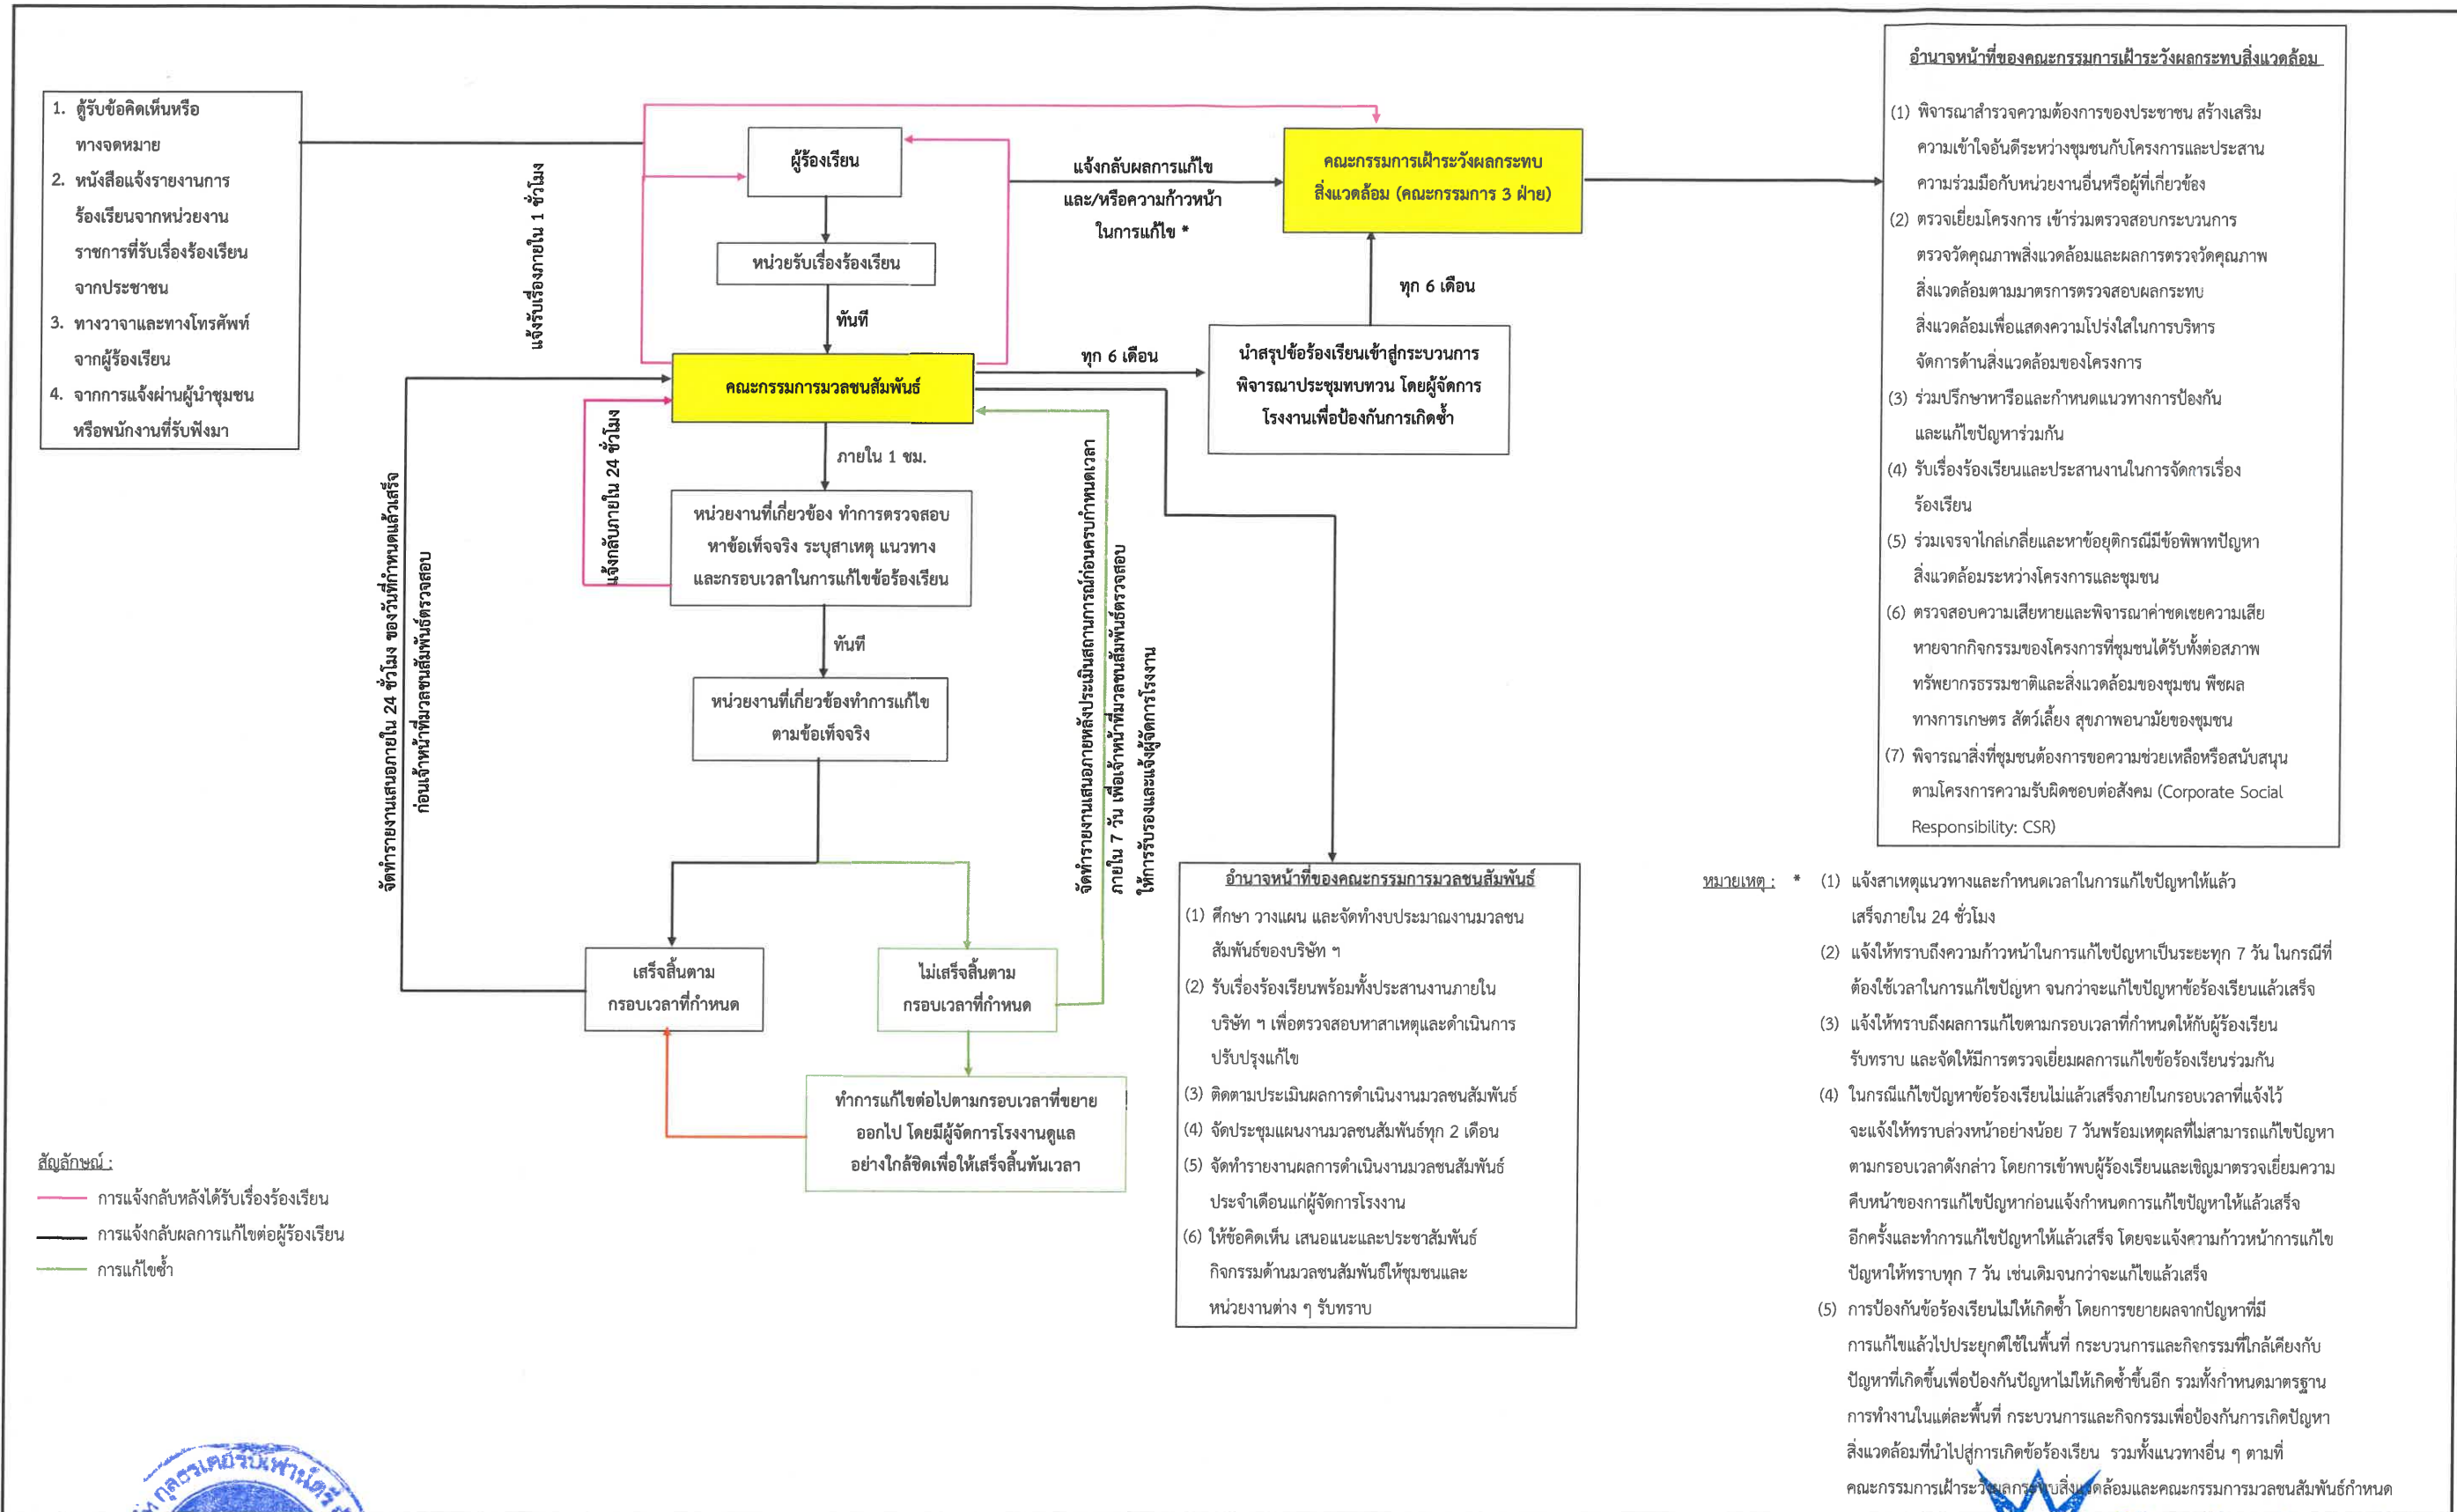 1. ตู้รับข้อคิดเห็นหรือ
ทางจดหมาย
2. หนังสือแจ้งรายงานการ
ร้องเรียนจากหน่วยงาน
ราชการที่รับเรื่องร้องเรียน
จากประชาชน
3. ทางวาจาและทางโทรศัพท์
จากผู้ร้องเรียน
4. จากการแจ้งผ่านผู้นำชุมชน
หรือพนักงานที่รับฟังมา
แจ้งรับเรื่องภายใน 1 ชั่วโมง
ผู้ร้องเรียน
หน่วยรับเรื่องร้องเรียน
ทันที
คณะกรรมการมวลชนสัมพันธ์
แจ้งกลับผลการแก้ไข
และ/หรือความก้าวหน้า
ในการแก้ไข *
คณะกรรมการเฝ้าระวังผลกระทบ
สิ่งแวดล้อม (คณะกรรมการ 3 ฝ่าย)
ทุก 6 เดือน
ทุก 6 เดือน
นำสรุปข้อร้องเรียนเข้าสู่กระบวนการ
พิจารณาประชุมทบทวน โดยผู้จัดการ
โรงงานเพื่อป้องกันการเกิดซ้ำ
ภายใน 1 ชม.
แจ้งกลับภายใน 24 ชั่วโมง
หน่วยงานที่เกี่ยวข้อง ทำการตรวจสอบ
หาข้อเท็จจริง ระบุสาเหตุ แนวทาง
และกรอบเวลาในการแก้ไขข้อร้องเรียน
ทันที
หน่วยงานที่เกี่ยวข้องทำการแก้ไข
ตามข้อเท็จจริง
จัดทำรายงานเสนอภายใน 24 ชั่วโมง ของวันที่กำหนดแล้วเสร็จ
ก่อนเจ้าหน้าที่มวลชนสัมพันธ์ตรวจสอบ
จัดทำรายงานเสนอภายหลังประเมินสถานการณ์ก่อนครบกำหนดเวลา
ภายใน 7 วัน เพื่อเจ้าหน้าที่มวลชนสัมพันธ์ตรวจสอบ
ให้การรับรองและแจ้งผู้จัดการโรงงาน
เสร็จสิ้นตาม
กรอบเวลาที่กำหนด
ไม่เสร็จสิ้นตาม
กรอบเวลาที่กำหนด
ทำการแก้ไขต่อไปตามกรอบเวลาที่ขยาย
ออกไป โดยมีผู้จัดการโรงงานดูแล
อย่างใกล้ชิดเพื่อให้เสร็จสิ้นทันเวลา
สัญลักษณ์ :
การแจ้งกลับหลังได้รับเรื่องร้องเรียน
การแจ้งกลับผลการแก้ไขต่อผู้ร้องเรียน
การแก้ไขซ้ำ
อำนาจหน้าที่ของคณะกรรมการมวลชนสัมพันธ์
(1) ศึกษา วางแผน และจัดทำงบประมาณงานมวลชน
สัมพันธ์ของบริษัท ฯ
(2) รับเรื่องร้องเรียนพร้อมทั้งประสานงานภายใน
บริษัท ฯ เพื่อตรวจสอบหาสาเหตุและดำเนินการ
ปรับปรุงแก้ไข
(3) ติดตามประเมินผลการดำเนินงานมวลชนสัมพันธ์
(4) จัดประชุมแผนงานมวลชนสัมพันธ์ทุก 2 เดือน
(5) จัดทำรายงานผลการดำเนินงานมวลชนสัมพันธ์
ประจำเดือนแก่ผู้จัดการโรงงาน
(6) ให้ข้อคิดเห็น เสนอแนะและประชาสัมพันธ์
กิจกรรมด้านมวลชนสัมพันธ์ให้ชุมชนและ
หน่วยงานต่าง ๆ รับทราบ
อำนาจหน้าที่ของคณะกรรมการเฝ้าระวังผลกระทบสิ่งแวดล้อม
(1) พิจารณาสำรวจความต้องการของประชาชน สร้างเสริม
ความเข้าใจอันดีระหว่างชุมชนกับโครงการและประสาน
ความร่วมมือกับหน่วยงานอื่นหรือผู้ที่เกี่ยวข้อง
(2) ตรวจเยี่ยมโครงการ เข้าร่วมตรวจสอบกระบวนการ
ตรวจวัดคุณภาพสิ่งแวดล้อมและผลการตรวจวัดคุณภาพ
สิ่งแวดล้อมตามมาตรการตรวจสอบผลกระทบ
สิ่งแวดล้อมเพื่อแสดงความโปร่งใสในการบริหาร
จัดการด้านสิ่งแวดล้อมของโครงการ
(3) ร่วมปรึกษาหารือและกำหนดแนวทางการป้องกัน
และแก้ไขปัญหาร่วมกัน
(4) รับเรื่องร้องเรียนและประสานงานในการจัดการเรื่อง
ร้องเรียน
(5) ร่วมเจรจาไกล่เกลี่ยและหาข้อยุติกรณีมีข้อพิพาทปัญหา
สิ่งแวดล้อมระหว่างโครงการและชุมชน
(6) ตรวจสอบความเสียหายและพิจารณาค่าชดเชยความเสีย
หายจากกิจกรรมของโครงการที่ชุมชนได้รับทั้งต่อสภาพ
ทรัพยากรธรรมชาติและสิ่งแวดล้อมของชุมชน พืชผล
ทางการเกษตร สัตว์เลี้ยง สุขภาพอนามัยของชุมชน
(7) พิจารณาสิ่งที่ชุมชนต้องการขอความช่วยเหลือหรือสนับสนุน
ตามโครงการความรับผิดชอบต่อสังคม (Corporate Social
Responsibility: CSR)
หมายเหตุ : * (1) แจ้งสาเหตุแนวทางและกำหนดเวลาในการแก้ไขปัญหาให้แล้ว
เสร็จภายใน 24 ชั่วโมง
(2) แจ้งให้ทราบถึงความก้าวหน้าในการแก้ไขปัญหาเป็นระยะทุก 7 วัน ในกรณีที่
ต้องใช้เวลาในการแก้ไขปัญหา จนกว่าจะแก้ไขปัญหาข้อร้องเรียนแล้วเสร็จ
(3) แจ้งให้ทราบถึงผลการแก้ไขตามกรอบเวลาที่กำหนดให้กับผู้ร้องเรียน
รับทราบ และจัดให้มีการตรวจเยี่ยมผลการแก้ไขข้อร้องเรียนร่วมกัน
(4) ในกรณีแก้ไขปัญหาข้อร้องเรียนไม่แล้วเสร็จภายในกรอบเวลาที่แจ้งไว้
จะแจ้งให้ทราบล่วงหน้าอย่างน้อย 7 วันพร้อมเหตุผลที่ไม่สามารถแก้ไขปัญหา
ตามกรอบเวลาดังกล่าว โดยการเข้าพบผู้ร้องเรียนและเชิญมาตรวจเยี่ยมความ
คืบหน้าของการแก้ไขปัญหาก่อนแจ้งกำหนดการแก้ไขปัญหาให้แล้วเสร็จ
อีกครั้งและทำการแก้ไขปัญหาให้แล้วเสร็จ โดยจะแจ้งความก้าวหน้าการแก้ไข
ปัญหาให้ทราบทุก 7 วัน เช่นเดิมจนกว่าจะแก้ไขแล้วเสร็จ
(5) การป้องกันข้อร้องเรียนไม่ให้เกิดซ้ำ โดยการขยายผลจากปัญหาที่มี
การแก้ไขแล้วไปประยุกต์ใช้ในพื้นที่ กระบวนการและกิจกรรมที่ใกล้เคียงกับ
ปัญหาที่เกิดขึ้นเพื่อป้องกันปัญหาไม่ให้เกิดซ้ำขึ้นอีก รวมทั้งกำหนดมาตรฐาน
การทำงานในแต่ละพื้นที่ กระบวนการและกิจกรรมเพื่อป้องกันการเกิดปัญหา
สิ่งแวดล้อมที่นำไปสู่การเกิดข้อร้องเรียน รวมทั้งแนวทางอื่น ๆ ตามที่
คณะกรรมการเฝ้าระวังผลกระทบสิ่งแวดล้อมและคณะกรรมการมวลชนสัมพันธ์กำหนด